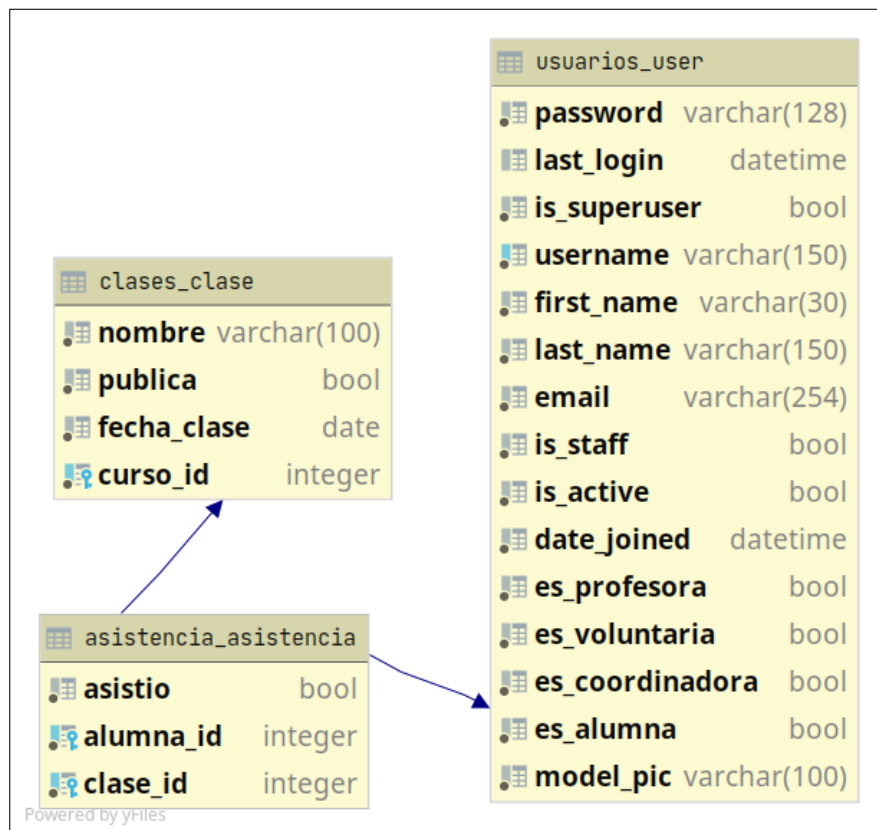 usuarios_user
password varchar(128)
last_login datetime
is_superuser bool
username varchar(150)
first_name varchar(30)
last_name varchar(150)
email varchar(254)
is_staff bool
is_active bool
date_joined datetime
es_profesora bool
es_voluntaria bool
es_coordinadora bool
es_alumna bool
model_pic varchar(100)
clases_clase
nombre varchar(100)
publica bool
fecha_clase date
curso_id integer
asistencia_asistencia
asistio bool
alumna_id integer
clase_id integer
Powered by yFiles